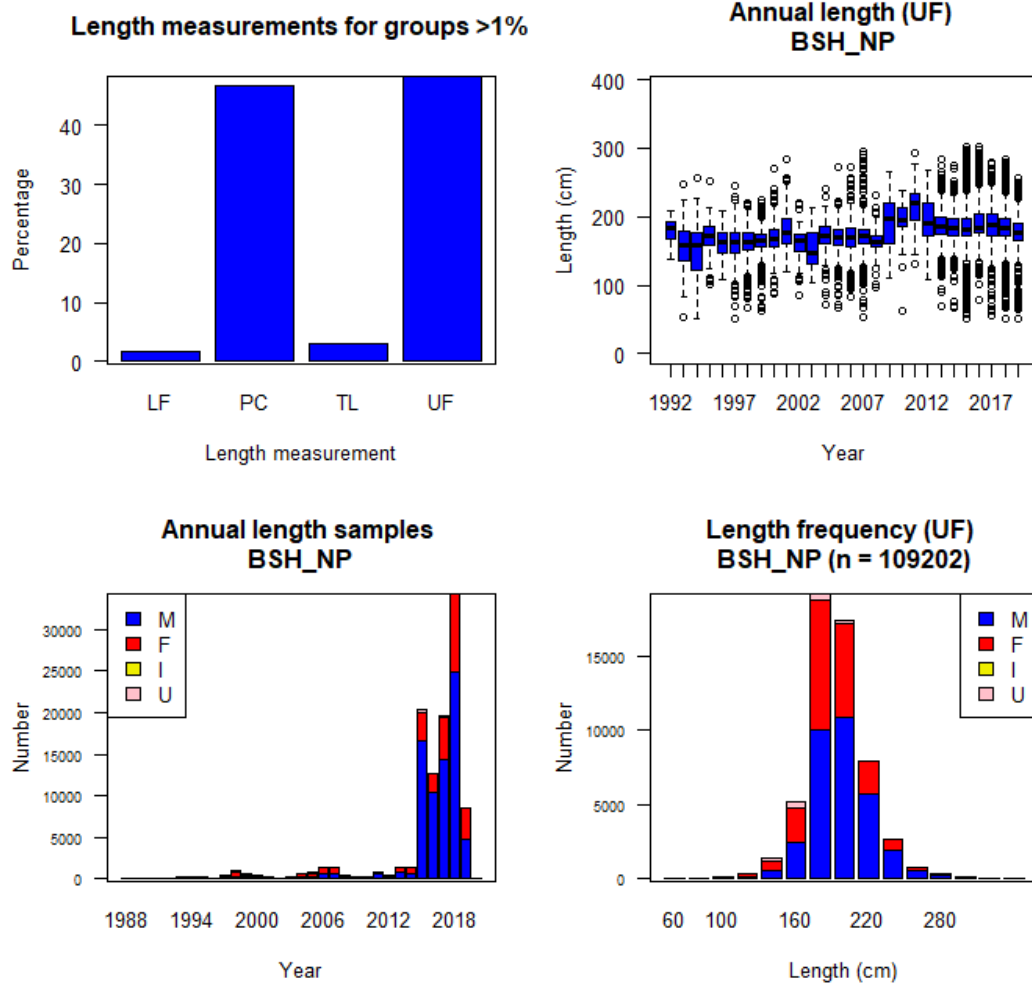 Length measurements for groups >1%
Percentage
40
30
20
10
0
LF PC TL UF
Length measurement
Annual length (UF)
BSH_NP
Length (cm)
400
300
200
100
0
1992 1997 2002 2007 2012 2017
Year
Annual length samples
BSH_NP
Number
30000
25000
20000
15000
10000
5000
0
M
F
I
U
1988 1994 2000 2006 2012 2018
Year
Length frequency (UF)
BSH_NP (n = 109202)
Number
15000
10000
5000
0
M
F
I
U
60 100 160 220 280
Length (cm)